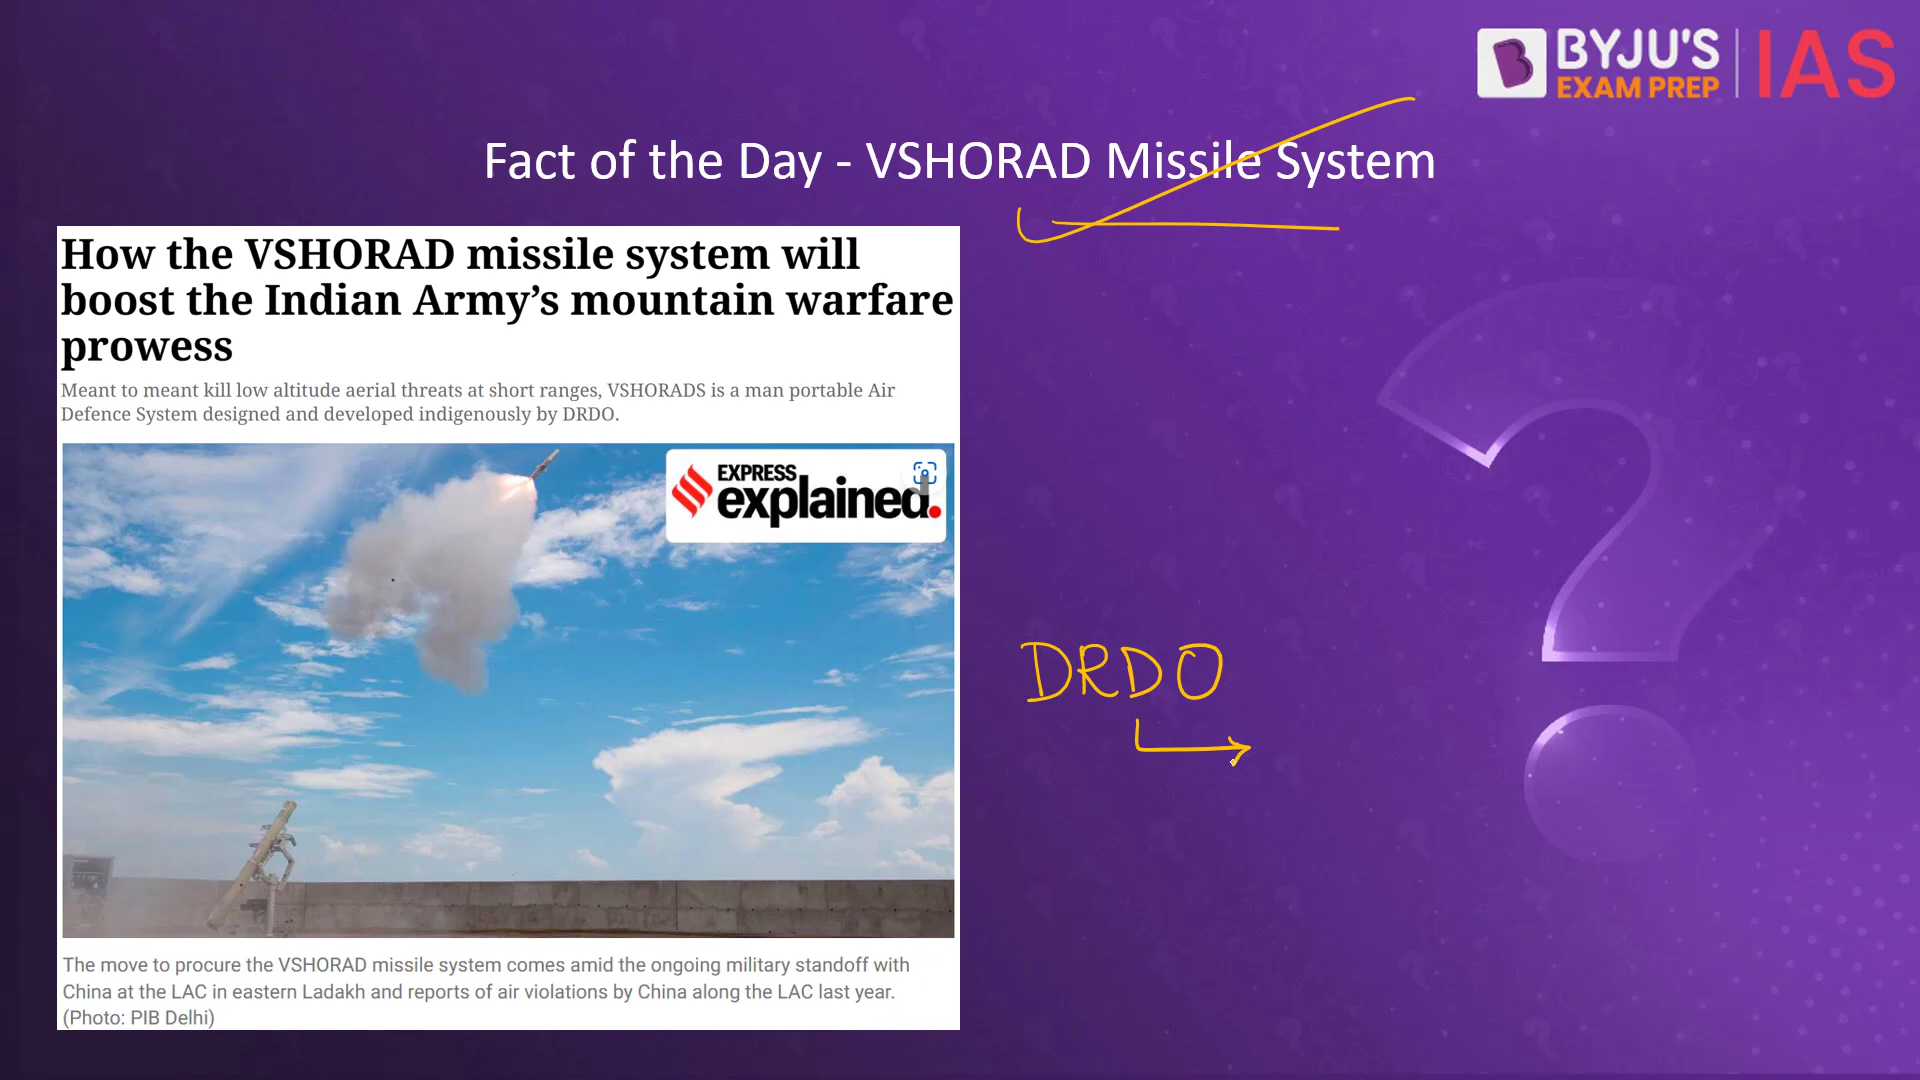 BYJU'S
EXAM PREP
IAS
Fact of the Day - VSHORAD Missile System
How the VSHORAD missile system will
boost the Indian Army's mountain warfare
prowess
Meant to meant kill low altitude aerial threats at short ranges, VSHORADS is a man portable Air
Defence System designed and developed indigenously by DRDO.
EXPRESS
explained.
DRDO
The move to procure the VSHORAD missile system comes amid the ongoing military standoff with
China at the LAC in eastern Ladakh and reports of air violations by China along the LAC last year.
(Photo: PIB Delhi)